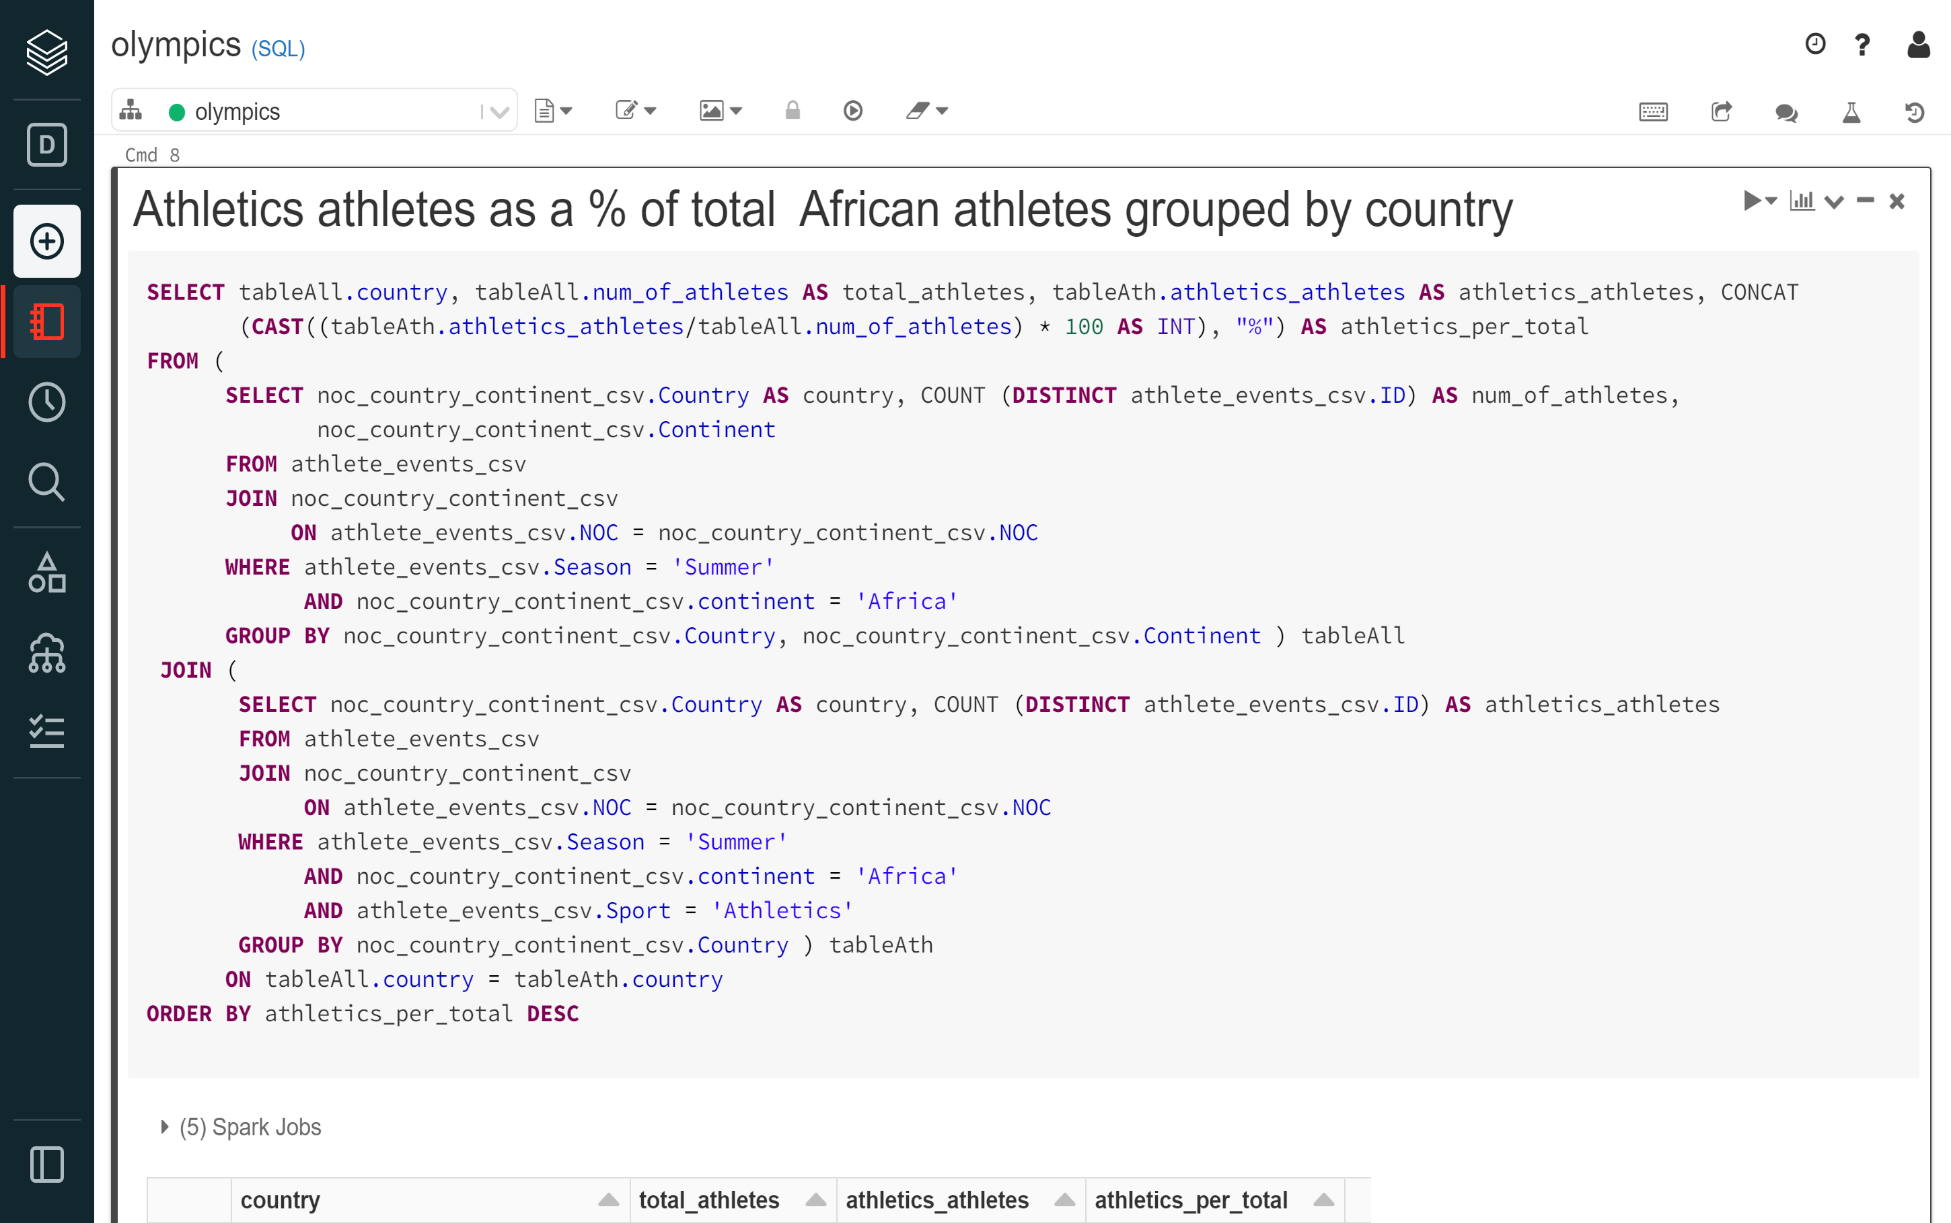 olympics (SQL)
D
olympics
Cmd 8
Athletics athletes as a % of total  African athletes grouped by country
SELECT tableAll.country, tableAll.num_of_athletes AS total_athletes, tableAth.athletics_athletes AS athletics_athletes, CONCAT
(CAST((tableAth.athletics_athletes/tableAll.num_of_athletes) * 100 AS INT), "%") AS athletics_per_total
FROM (
SELECT noc_country_continent_csv.Country AS country, COUNT (DISTINCT athlete_events_csv.ID) AS num_of_athletes,
noc_country_continent_csv.Continent
FROM athlete_events_csv
JOIN noc_country_continent_csv
ON athlete_events_csv.NOC = noc_country_continent_csv.NOC
WHERE athlete_events_csv.Season = 'Summer'
AND noc_country_continent_csv.continent = 'Africa'
GROUP BY noc_country_continent_csv.Country, noc_country_continent_csv.Continent ) tableAll
JOIN (
SELECT noc_country_continent_csv.Country AS country, COUNT (DISTINCT athlete_events_csv.ID) AS athletics_athletes
FROM athlete_events_csv
JOIN noc_country_continent_csv
ON athlete_events_csv.NOC = noc_country_continent_csv.NOC
WHERE athlete_events_csv.Season = 'Summer'
AND noc_country_continent_csv.continent = 'Africa'
AND athlete_events_csv.Sport = 'Athletics'
GROUP BY noc_country_continent_csv.Country ) tableAth
ON tableAll.country = tableAth.country
ORDER BY athletics_per_total DESC
(5) Spark Jobs
country total_athletes athletics_athletes athletics_per_total